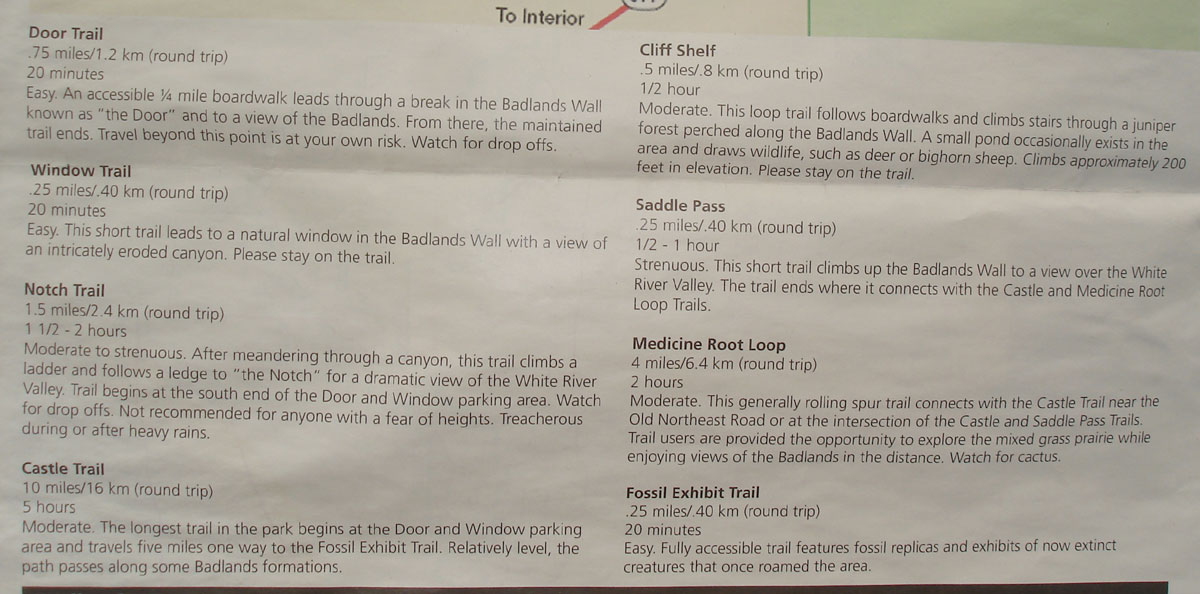 To Interior
Door Trail
.75 miles/1.2 km (round trip)
20 minutes
Easy. An accessible ¼ mile boardwalk leads through a break in the Badlands Wall
known as "the Door" and to a view of the Badlands. From there, the maintained
trail ends. Travel beyond this point is at your own risk. Watch for drop offs.
Window Trail
.25 miles/.40 km (round trip)
20 minutes
Easy. This short trail leads to a natural window in the Badlands Wall with a view of
an intricately eroded canyon. Please stay on the trail.
Notch Trail
1.5 miles/2.4 km (round trip)
1 1/2 - 2 hours
Moderate to strenuous. After meandering through a canyon, this trail climbs a
ladder and follows a ledge to "the Notch" for a dramatic view of the White River
Valley. Trail begins at the south end of the Door and Window parking area. Watch
for drop offs. Not recommended for anyone with a fear of heights. Treacherous
during or after heavy rains.
Castle Trail
10 miles/16 km (round trip)
5 hours
Moderate. The longest trail in the park begins at the Door and Window parking
area and travels five miles one way to the Fossil Exhibit Trail. Relatively level, the
path passes along some Badlands formations.
Cliff Shelf
.5 miles/.8 km (round trip)
1/2 hour
Moderate. This loop trail follows boardwalks and climbs stairs through a juniper
forest perched along the Badlands Wall. A small pond occasionally exists in the
area and draws wildlife, such as deer or bighorn sheep. Climbs approximately 200
feet in elevation. Please stay on the trail.
Saddle Pass
.25 miles/.40 km (round trip)
1/2 - 1 hour
Strenuous. This short trail climbs up the Badlands Wall to a view over the White
River Valley. The trail ends where it connects with the Castle and Medicine Root
Loop Trails.
Medicine Root Loop
4 miles/6.4 km (round trip)
2 hours
Moderate. This generally rolling spur trail connects with the Castle Trail near the
Old Northeast Road or at the intersection of the Castle and Saddle Pass Trails.
Trail users are provided the opportunity to explore the mixed grass prairie while
enjoying views of the Badlands in the distance. Watch for cactus.
Fossil Exhibit Trail
.25 miles/.40 km (round trip)
20 minutes
Easy. Fully accessible trail features fossil replicas and exhibits of now extinct
creatures that once roamed the area.